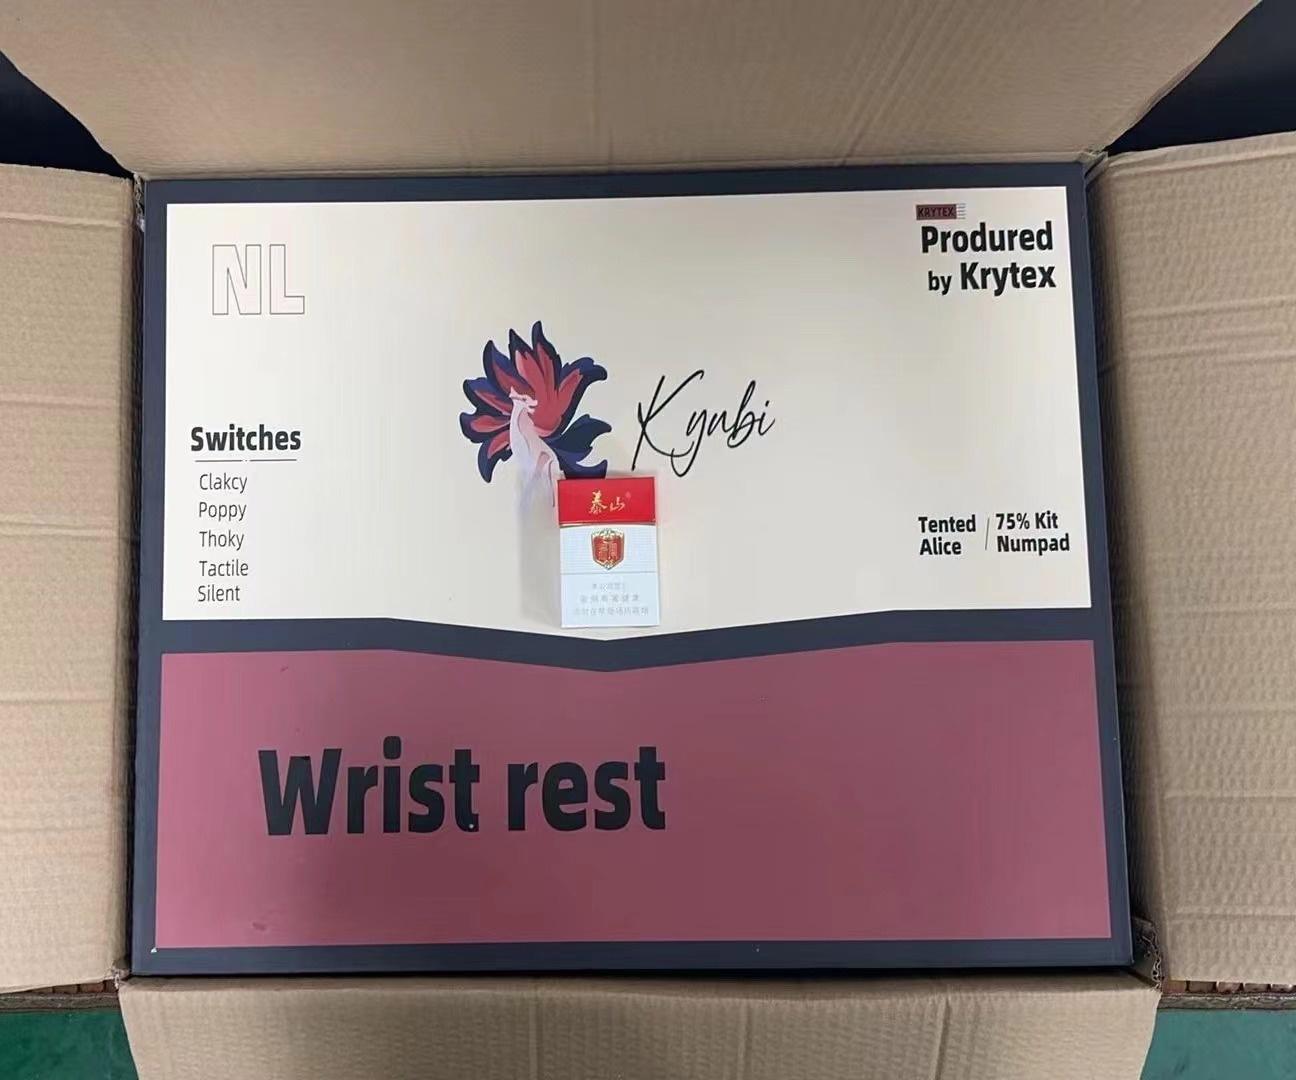 KRYTEX
NL
Produred
by Krytex
Kyubi
Switches
Clakcy
Poppy
Thoky
Tactile
Silent
Tented
Alice
75% Kit
Numpad
泰山
Wrist rest